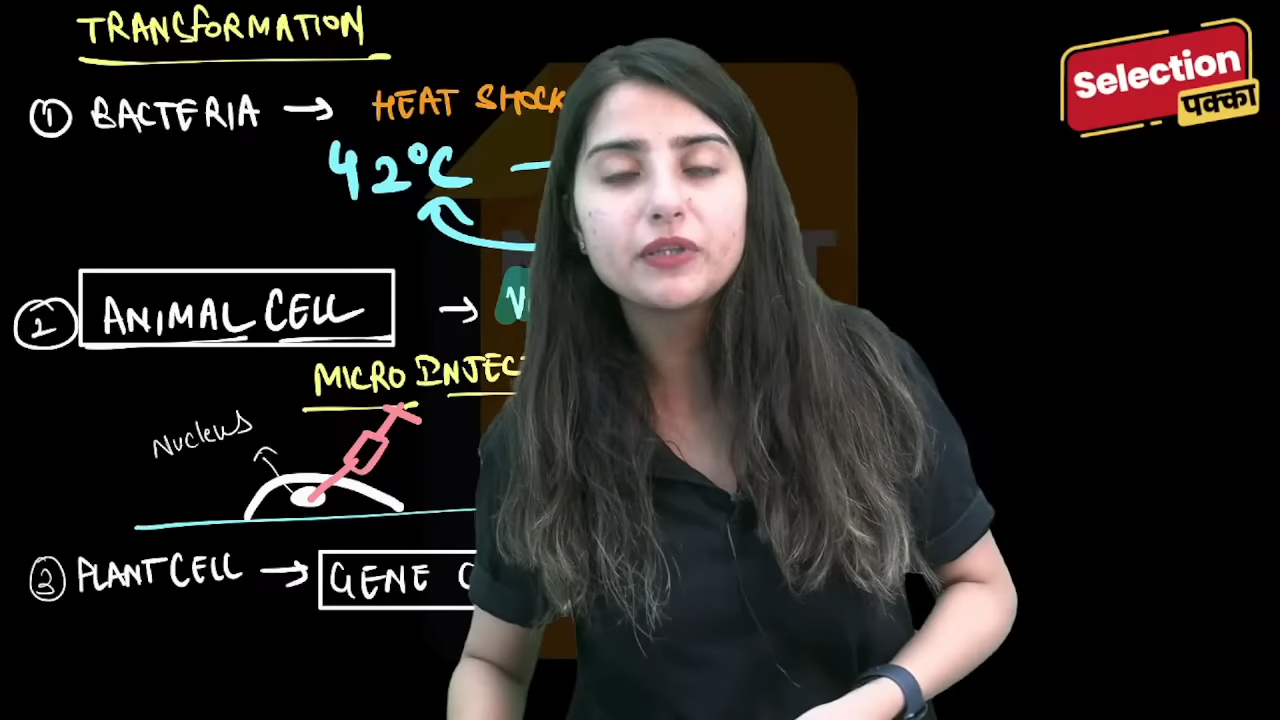 TRANSFORMATION
① BACTERIA → HEAT SHOCK
42°C
② ANIMAL CELL →
MICRO INJEC
Nucleus
③ PLANT CELL → GENE
Selection
पक्का